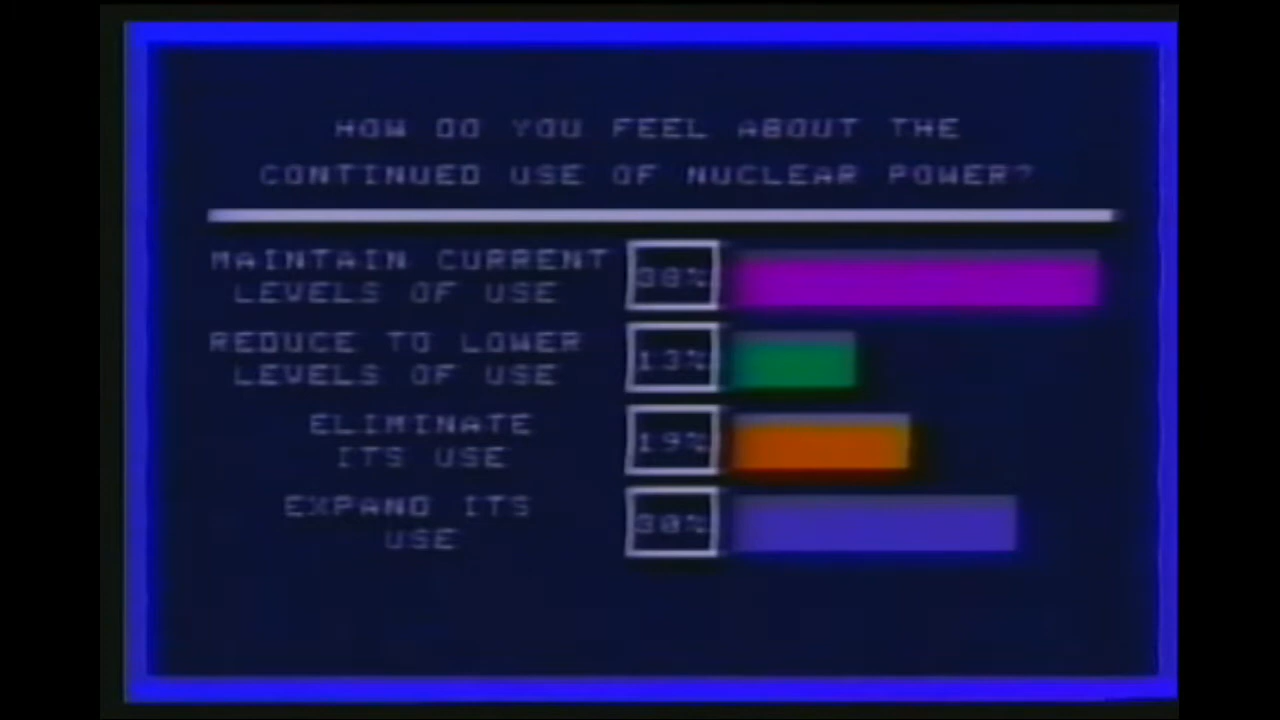 HOW DO YOU FEEL ABOUT THE
CONTINUED USE OF NUCLEAR POWER?
MAINTAIN CURRENT
LEVELS OF USE
38%
REDUCE TO LOWER
LEVELS OF USE
13%
ELIMINATE
ITS USE
19%
EXPAND ITS
USE
30%